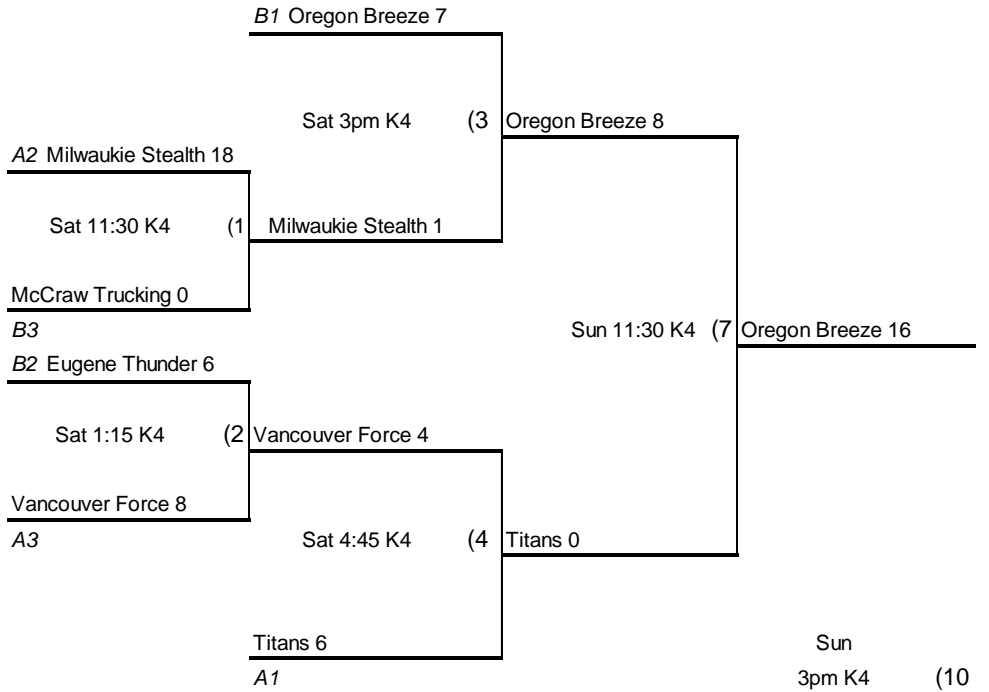 B1 Oregon Breeze 7
Sat 3pm K4 (3
Oregon Breeze 8
A2 Milwaukie Stealth 18
Sat 11:30 K4 (1
Milwaukie Stealth 1
McCraw Trucking 0
B3
Sun 11:30 K4 (7
Oregon Breeze 16
B2 Eugene Thunder 6
Sat 1:15 K4 (2
Vancouver Force 4
Vancouver Force 8
A3
Sat 4:45 K4 (4
Titans 0
Titans 6
A1
Sun
3pm K4 (10